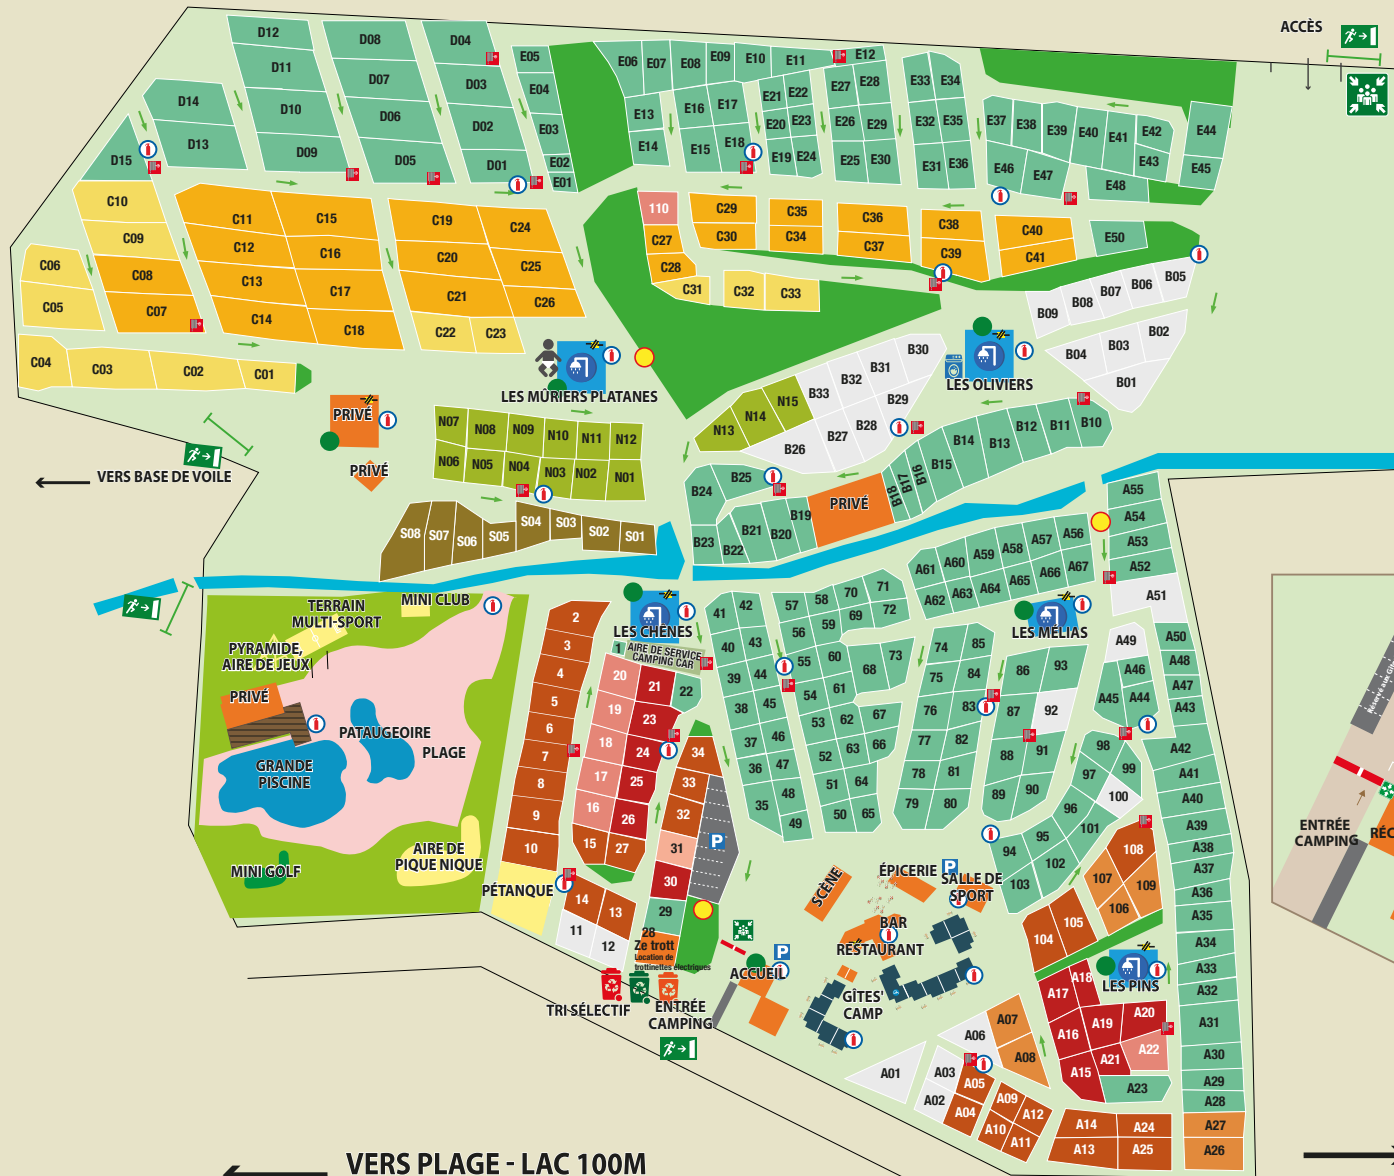 ACCÈS
D12
D08
D04
E05
E06
E07
E08
E09
E10
E11
E12
D11
D07
D03
E04
E33
E34
D14
D10
D06
D02
E03
E13
E16
E17
E21
E22
E27
E28
E20
E23
E26
E29
E32
E35
E37
E38
E39
E40
E41
E42
E44
D15
D13
D09
D05
D01
E02
E01
E14
E15
E18
E19
E24
E25
E30
E31
E36
E46
E47
E43
E48
E45
C10
C11
C15
C19
C24
110
C29
C35
C36
C38
C40
E50
C09
C12
C16
C20
C25
C27
C30
C34
C37
C39
C41
C06
C08
C13
C17
C21
C26
C28
C31
C32
C33
B09
B08
B07
B06
B05
C05
C07
C14
C18
C22
C23
B04
B03
B02
B01
C04
C03
C02
C01
LES MÛRIERS PLATANES
LES OLIVIERS
B33
B32
B31
B30
PRIVÉ
PRIVÉ
N07
N08
N09
N10
N11
N12
N13
N14
N15
B26
B27
B28
B29
N06
N05
N04
N03
N02
N01
B14
B13
B12
B11
B10
VERS BASE DE VOILE
B24
B25
PRIVÉ
B18
B17
B16
B15
S08
S07
S06
S05
S04
S03
S02
S01
B23
B22
B21
B20
B19
A55
A54
A53
A52
A51
A61
A60
A59
A58
A57
A56
A62
A63
A64
A65
A66
A67
TERRAIN
MULTI-SPORT
MINI CLUB
PYRAMIDE,
AIRE DE JEUX
PRIVÉ
PATAUGEOIRE
PLAGE
GRANDE
PISCINE
MINI GOLF
AIRE DE
PIQUE NIQUE
PÉTANQUE
LES CHÊNES
AIRE DE SERVICE
CAMPING CAR
LES MÉLIAS
2
3
4
5
6
7
8
9
10
1
20
21
22
19
23
18
24
17
25
16
26
15
27
14
13
11
12
34
33
32
31
30
29
28
P
Ze trott
Location de
trottinettes électriques
41
42
40
43
39
44
38
45
37
46
36
47
35
48
49
57
58
70
71
56
59
69
72
55
60
68
73
54
61
53
62
67
52
63
66
51
64
50
65
74
85
75
84
76
83
77
82
78
81
79
80
86
93
87
92
88
91
89
90
A49
A50
A46
A48
A45
A44
A47
A43
98
A42
97
99
A41
96
100
A40
95
101
A39
94
102
108
A38
103
107
109
A37
106
A36
104
105
A35
A34
A33
A32
A31
A30
A29
A28
A27
A26
SCÈNE
ÉPICERIE
P
SALLE DE
SPORT
BAR
RESTAURANT
P
ACCUEIL
GÎTES'
CAMP
TRI SÉLECTIF
ENTRÉE
CAMPING
LES PINS
A18
A17
A16
A19
A20
A15
A21
A22
A23
A07
A06
A08
A01
A03
A02
A05
A04
A09
A12
A10
A11
A14
A24
A13
A25
ENTRÉE
CAMPING
VERS PLAGE - LAC 100M